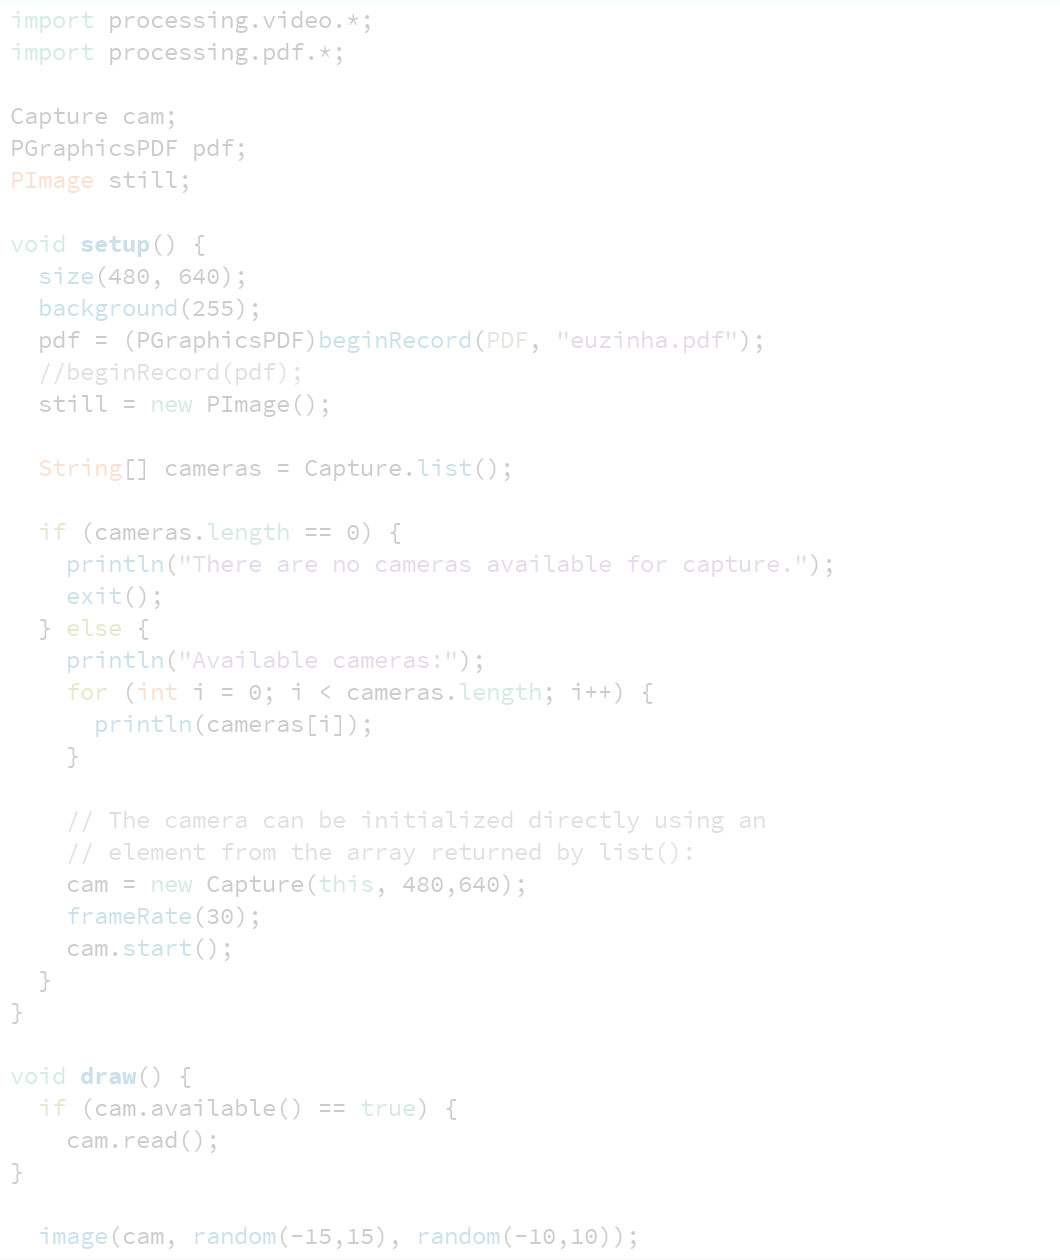 import processing.video.*;
import processing.pdf.*;

Capture cam;
PGraphicsPDF pdf;
PImage still;

void setup() {
  size(480, 640);
  background(255);
  pdf = (PGraphicsPDF)beginRecord(PDF, "euzinha.pdf");
  //beginRecord(pdf);
  still = new PImage();

  String[] cameras = Capture.list();

  if (cameras.length == 0) {
    println("There are no cameras available for capture.");
    exit();
  } else {
    println("Available cameras:");
    for (int i = 0; i < cameras.length; i++) {
      println(cameras[i]);
    }

    // The camera can be initialized directly using an
    // element from the array returned by list():
    cam = new Capture(this, 480,640);
    frameRate(30);
    cam.start();
  }
}

void draw() {
  if (cam.available() == true) {
    cam.read();
}

  image(cam, random(-15,15), random(-10,10));